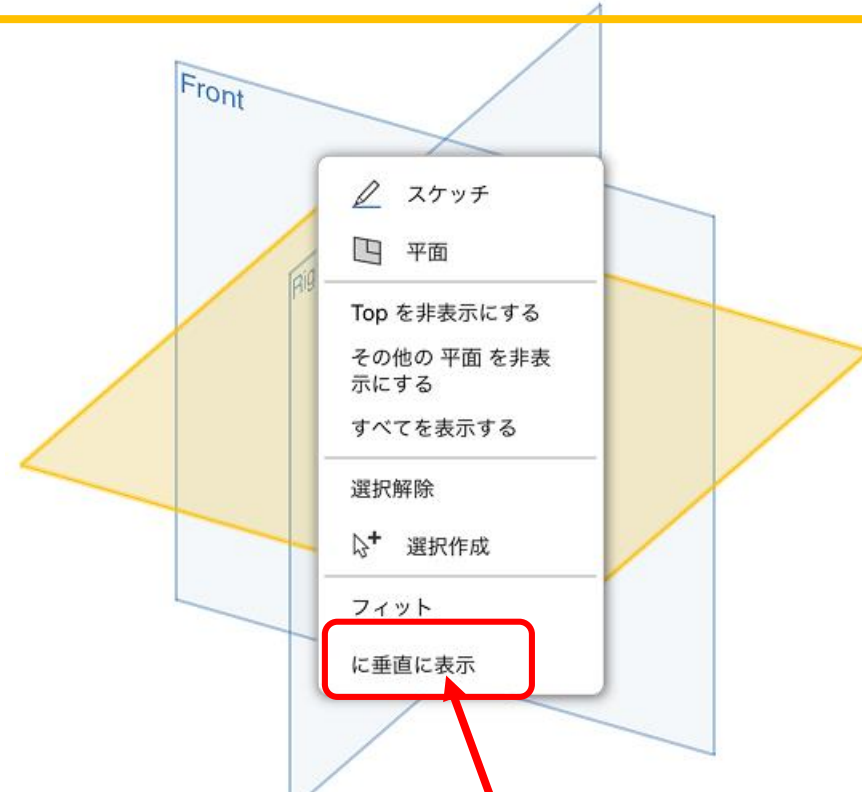 Front
Rig
スケッチ
平面
Top を非表示にする
その他の 平面 を非表
示にする
すべてを表示する
選択解除
選択作成
フィット
に垂直に表示